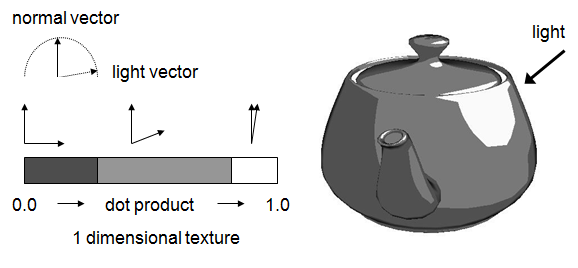 normal vector
light vector
light
0.0 dot product 1.0
1 dimensional texture